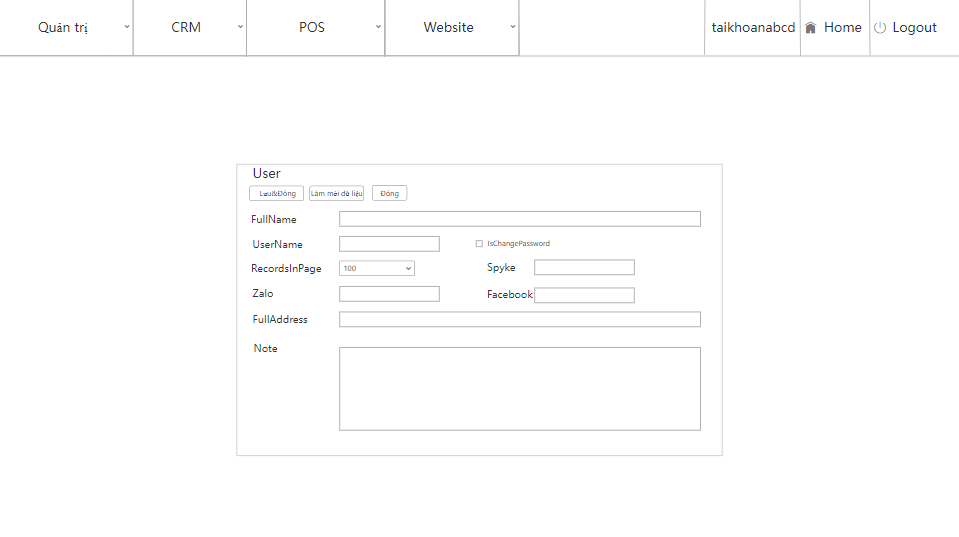 Quản trị CRM POS Website taikhoanabcd Home Logout
User
Lưu&Đóng Làm mới dữ liệu Đóng
FullName
UserName IsChangePassword
RecordsInPage 100 Spyke
Zalo Facebook
FullAddress
Note